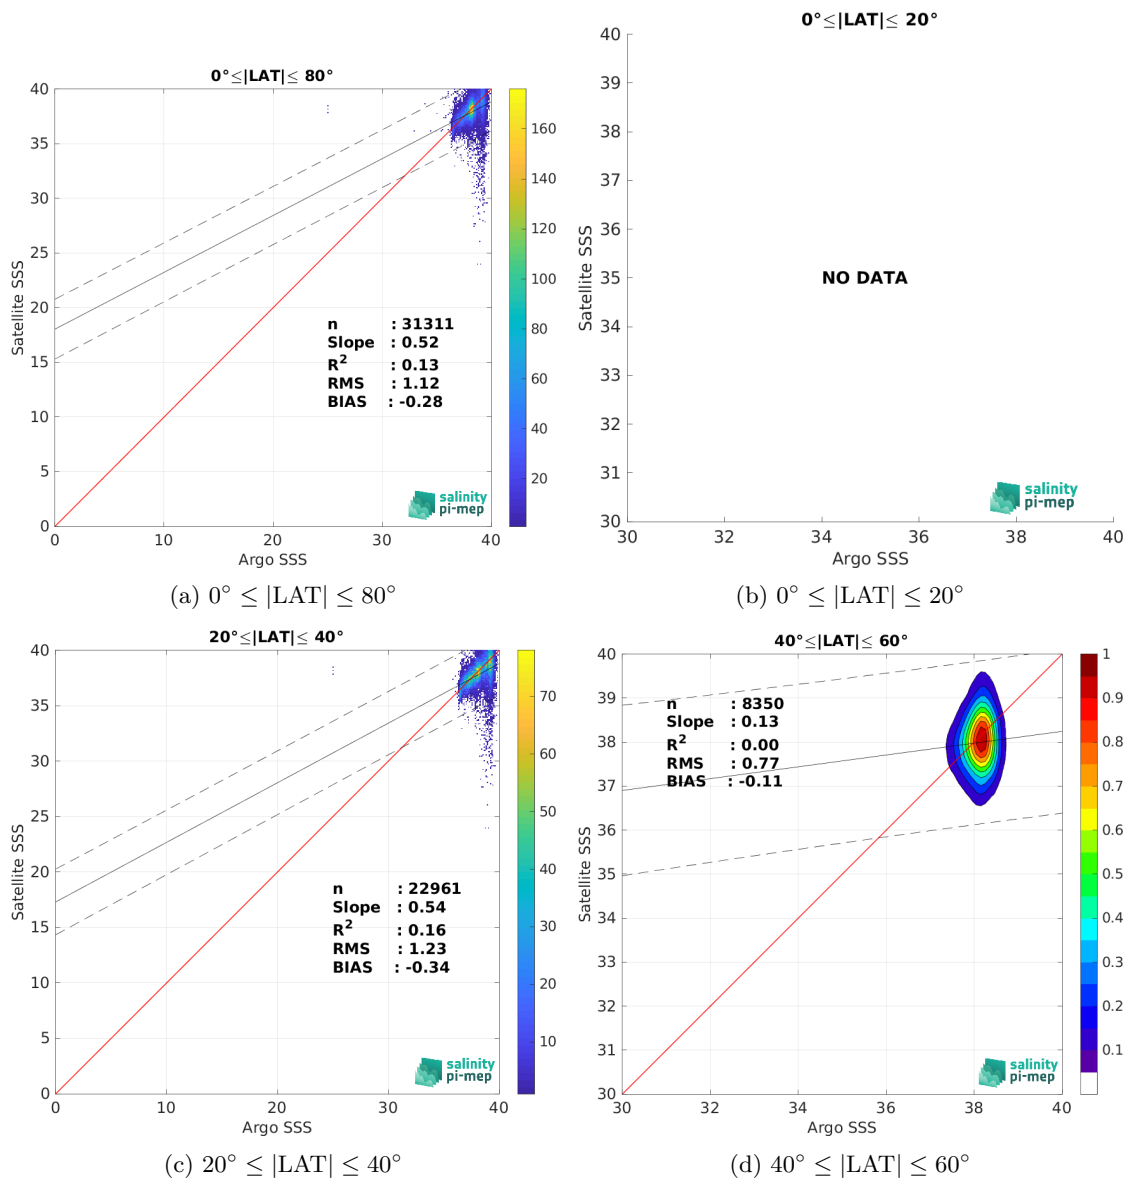 0°≤|LAT|≤ 80°
40
35
30
25
20
15
10
5
0
0
10
20
30
40
Satellite SSS
Argo SSS
n : 31311
Slope : 0.52
R² : 0.13
RMS : 1.12
BIAS : -0.28
salinity
pi-mep
160
140
120
100
80
60
40
20
(a) 0° ≤ |LAT| ≤ 80°
0°≤|LAT|≤ 20°
40
39
38
37
36
35
34
33
32
31
30
30
32
34
36
38
40
Satellite SSS
Argo SSS
NO DATA
salinity
pi-mep
(b) 0° ≤ |LAT| ≤ 20°
20°≤|LAT|≤ 40°
40
35
30
25
20
15
10
5
0
0
10
20
30
40
Satellite SSS
Argo SSS
n : 22961
Slope : 0.54
R² : 0.16
RMS : 1.23
BIAS : -0.34
salinity
pi-mep
70
60
50
40
30
20
10
(c) 20° ≤ |LAT| ≤ 40°
40°≤|LAT|≤ 60°
40
39
38
37
36
35
34
33
32
31
30
30
32
34
36
38
40
Satellite SSS
Argo SSS
n : 8350
Slope : 0.13
R² : 0.00
RMS : 0.77
BIAS : -0.11
salinity
pi-mep
1
0.9
0.8
0.7
0.6
0.5
0.4
0.3
0.2
0.1
(d) 40° ≤ |LAT| ≤ 60°